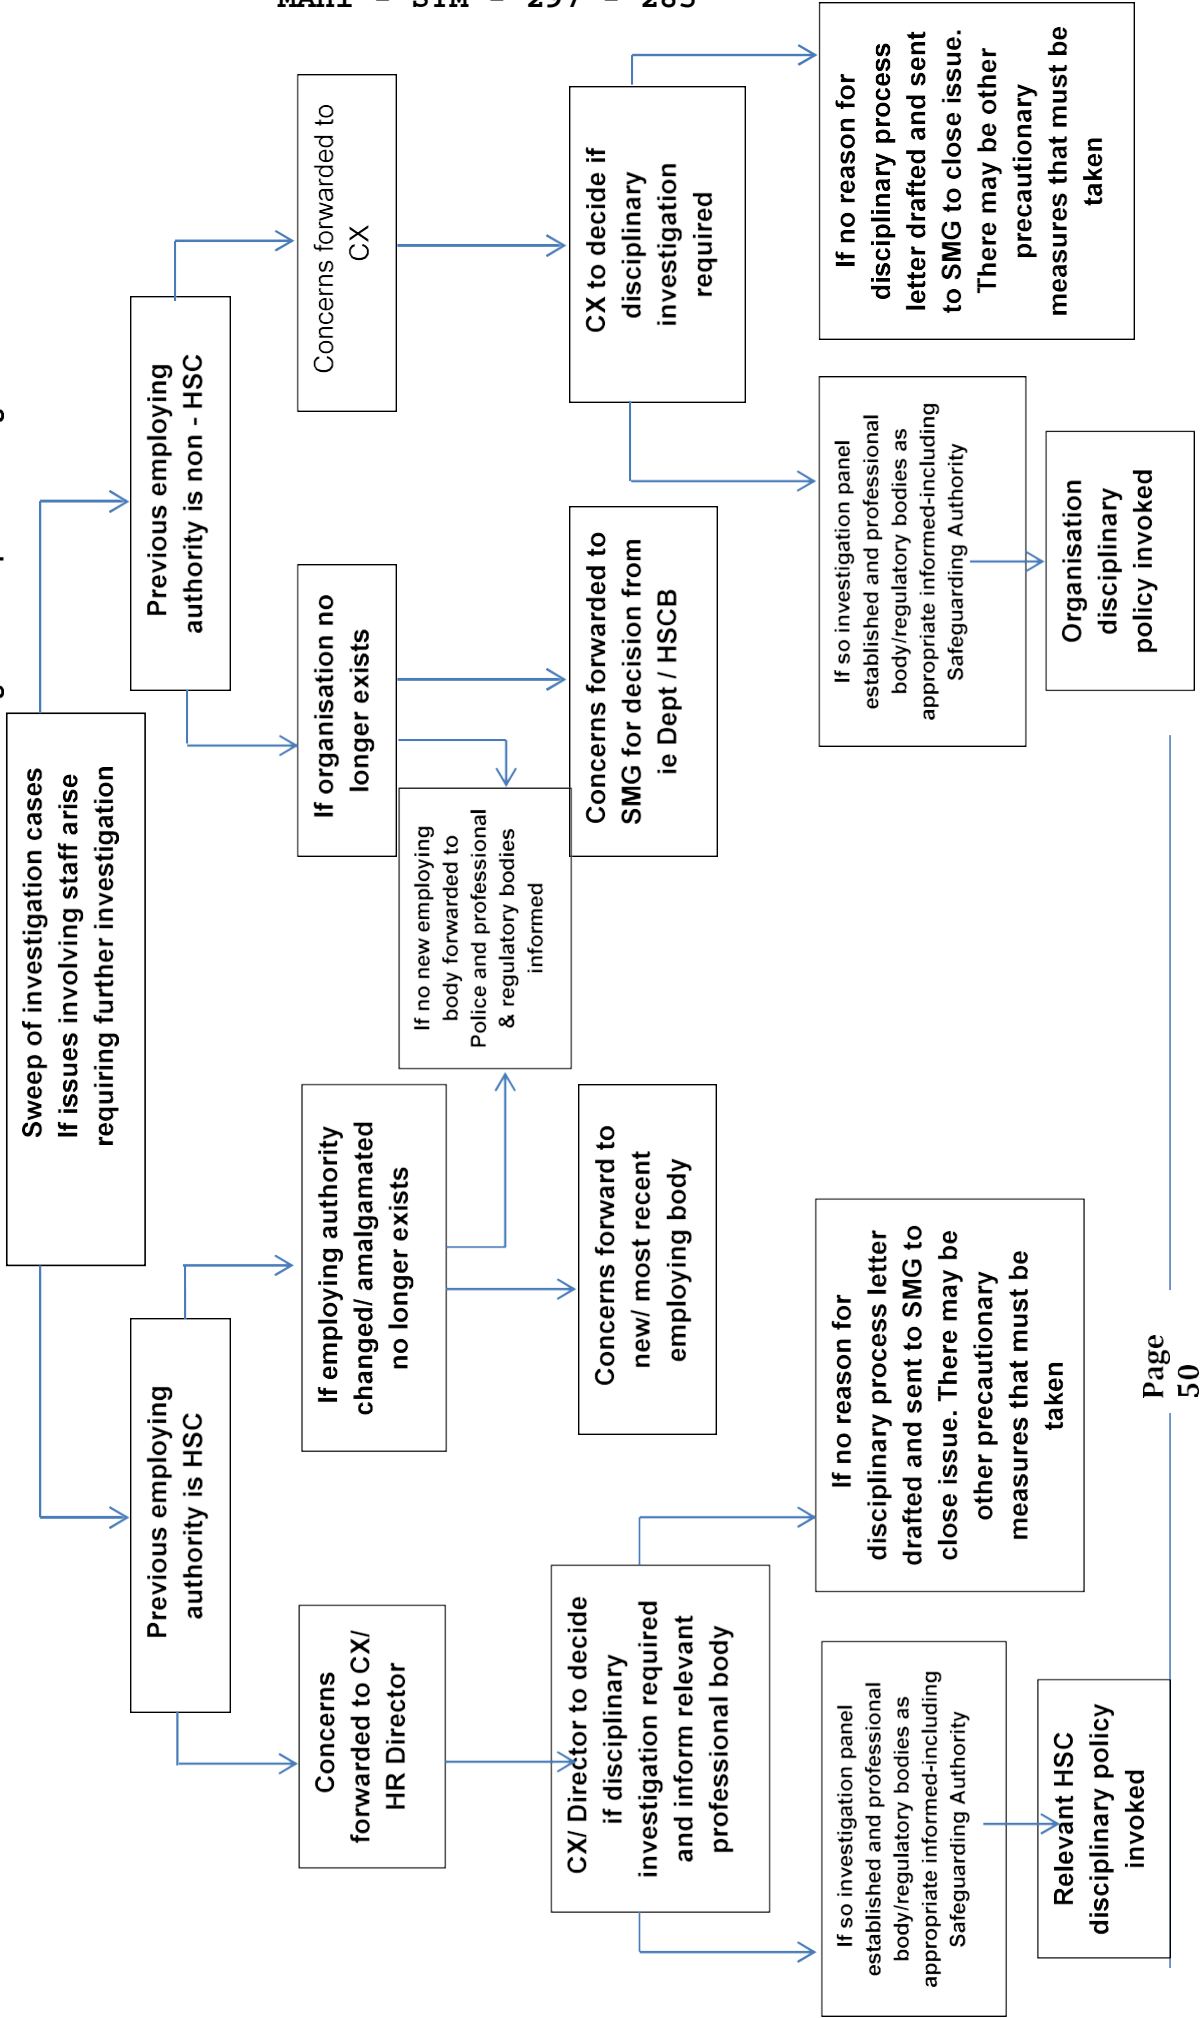 MAHI - STM - 297 - 285
Sweep of investigation cases
If issues involving staff arise
requiring further investigation
Previous employing
authority is HSC
Previous employing
authority is non - HSC
Concerns
forwarded to CX/
HR Director
If employing authority
changed/ amalgamated
no longer exists
If organisation no
longer exists
Concerns forwarded to
CX
If no new employing
body forwarded to
Police and professional
& regulatory bodies
informed
CX/ Director to decide
if disciplinary
investigation required
and inform relevant
professional body
Concerns forward to
new/ most recent
employing body
Concerns forwarded to
SMG for decision from
ie Dept / HSCB
CX to decide if
disciplinary
investigation
required
If so investigation panel
established and professional
body/regulatory bodies as
appropriate informed-including
Safeguarding Authority
If no reason for
disciplinary process letter
drafted and sent to SMG to
close issue. There may be
other precautionary
measures that must be
taken
If so investigation panel
established and professional
body/regulatory bodies as
appropriate informed-including
Safeguarding Authority
If no reason for
disciplinary process
letter drafted and sent
to SMG to close issue.
There may be other
precautionary
measures that must be
taken
Relevant HSC
disciplinary policy
invoked
Organisation
disciplinary
policy invoked
Page
50